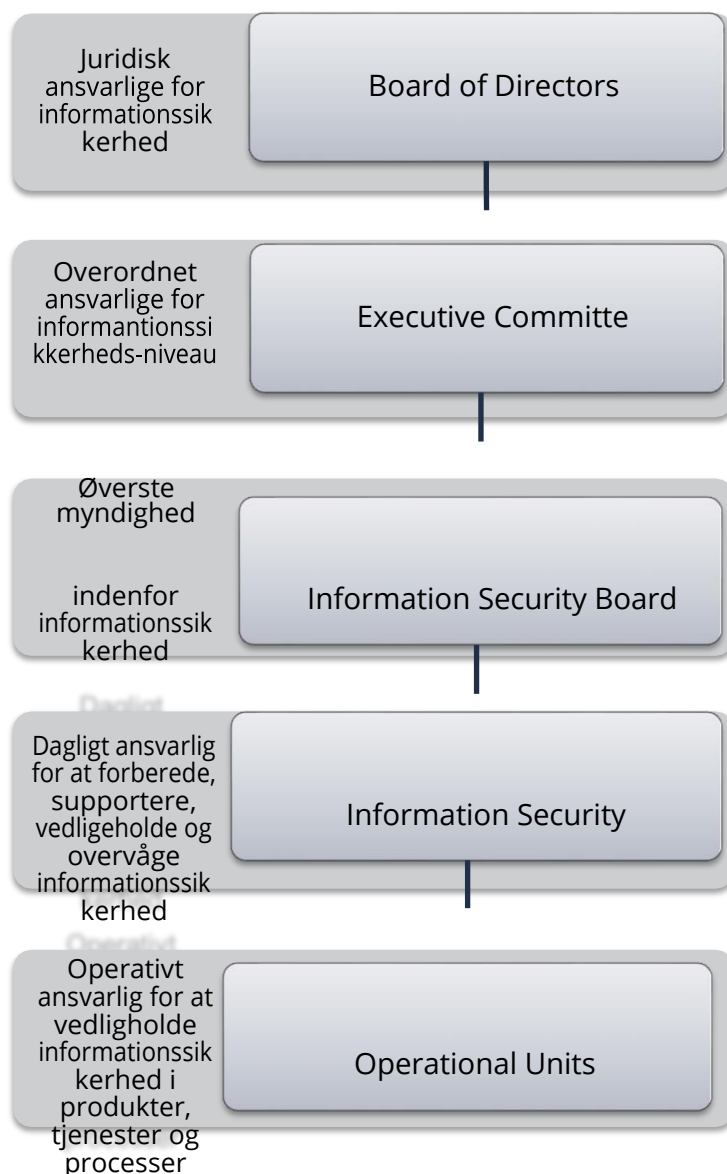 Juridisk
ansvarlige for
informationssik
kerhed
Board of Directors
Overordnet
ansvarlige for
informantionssi
kkerheds-niveau
Executive Committe
Øverste
myndighed
indenfor
informationssik
kerhed
Information Security Board
Dagligt
Dagligt ansvarlig
for at forberede,
supportere,
vedligeholde og
overvåge
informationssik
kerhed
Information Security
Operativt
Operativt
ansvarlig for at
vedligholde
informationssik
kerhed i
produkter,
tjenester og
processer
Operational Units